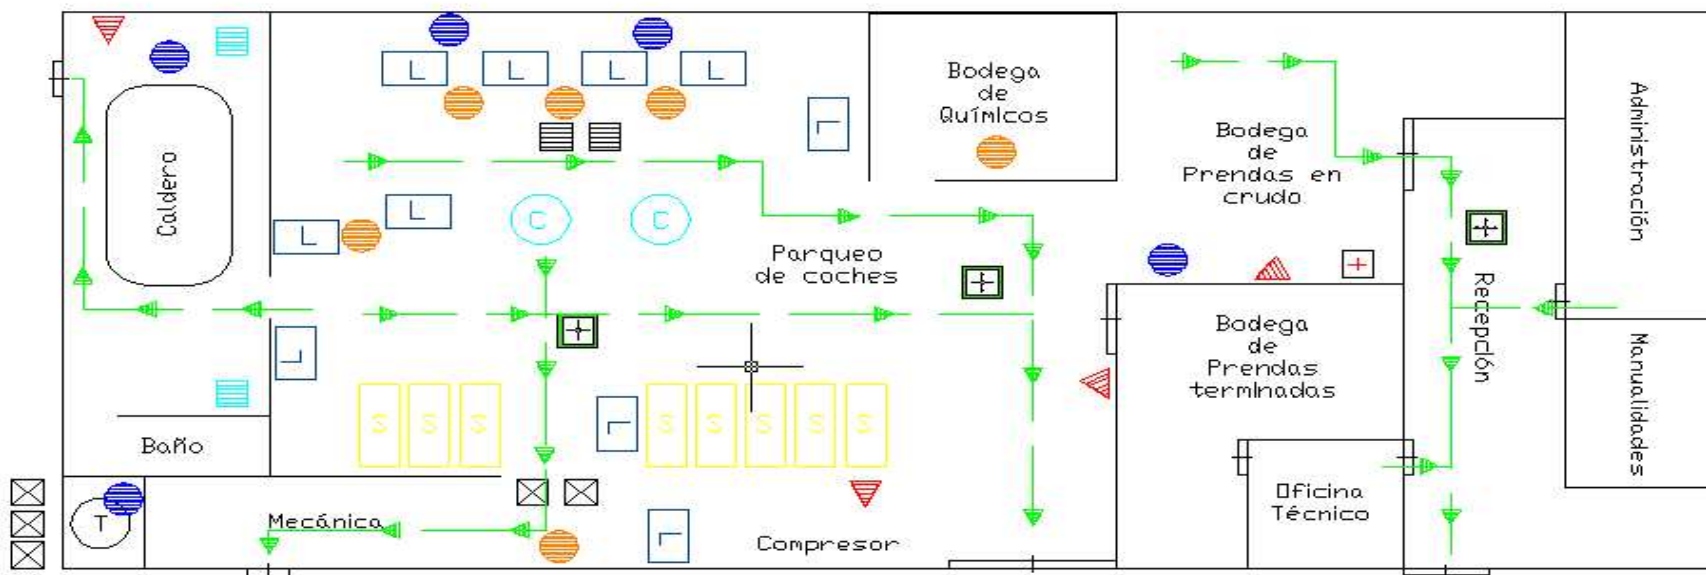 L
L
L
L
L
Bodega
de
Químicos
Bodega
de
Prendas en
crudo
Administración
Caldero
L
L
C
C
Parqueo
de coches
Recepción
L
Bodega
de
Prendas
terminadas
Manualidades
S
S
S
L
S
S
S
S
S
Baño
T
Mecánica
L
Compresor
Oficina
Técnico